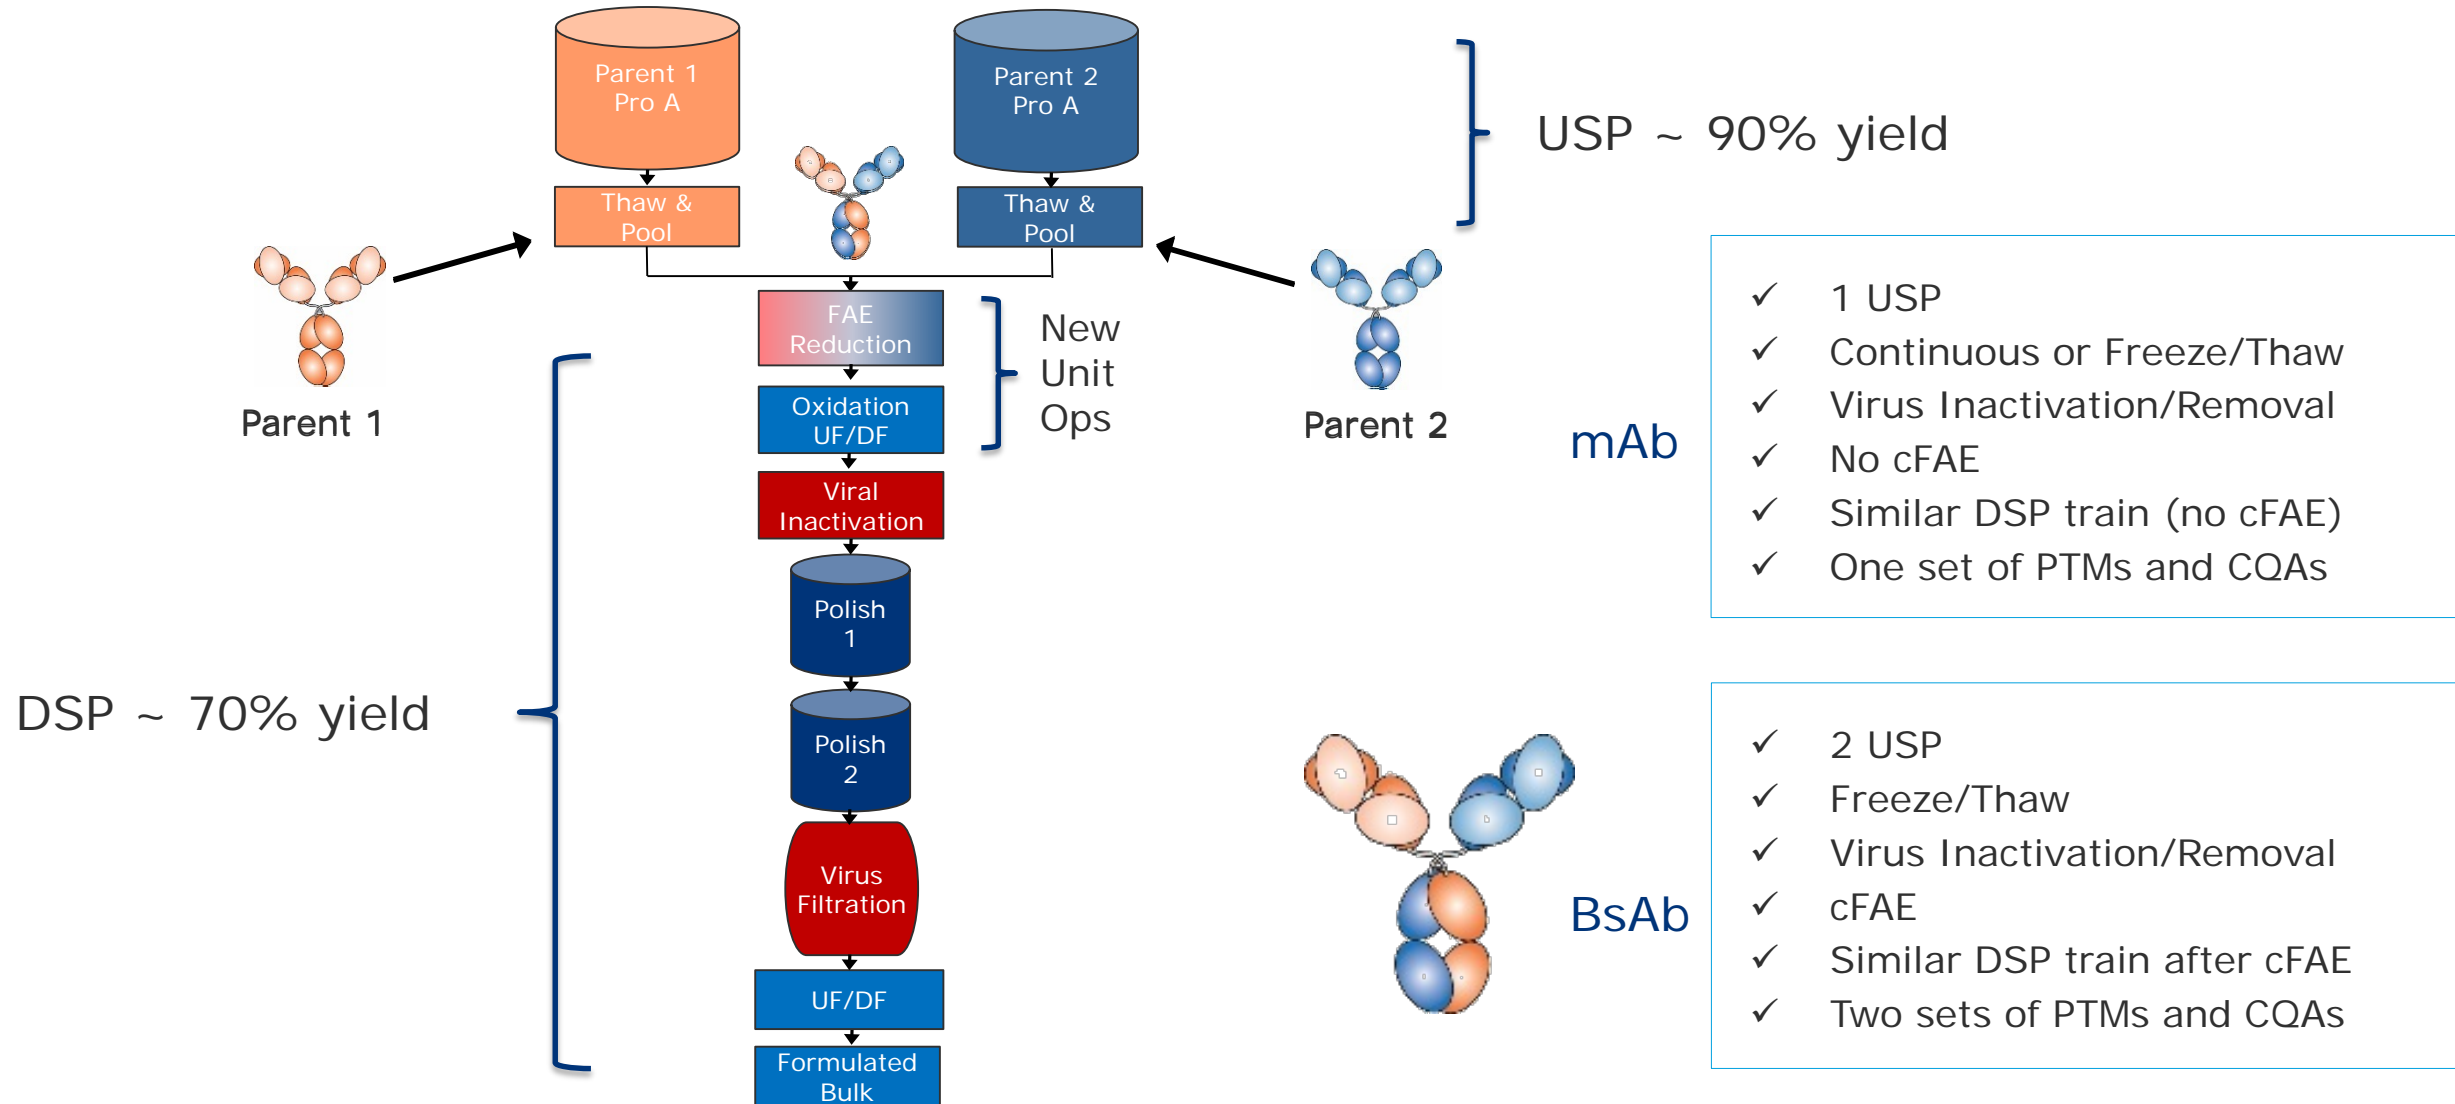 Parent 1
Pro A
Parent 2
Pro A
USP ~ 90% yield
Thaw &
Pool
Thaw &
Pool
Parent 1
Parent 2
FAE
Reduction
Oxidation
UF/DF
New
Unit
Ops
Viral
Inactivation
Polish
1
Polish
2
Virus
Filtration
UF/DF
Formulated
Bulk
DSP ~ 70% yield
mAb
✓ 1 USP
✓ Continuous or Freeze/Thaw
✓ Virus Inactivation/Removal
✓ No cFAE
✓ Similar DSP train (no cFAE)
✓ One set of PTMs and CQAs
BsAb
✓ 2 USP
✓ Freeze/Thaw
✓ Virus Inactivation/Removal
✓ cFAE
✓ Similar DSP train after cFAE
✓ Two sets of PTMs and CQAs